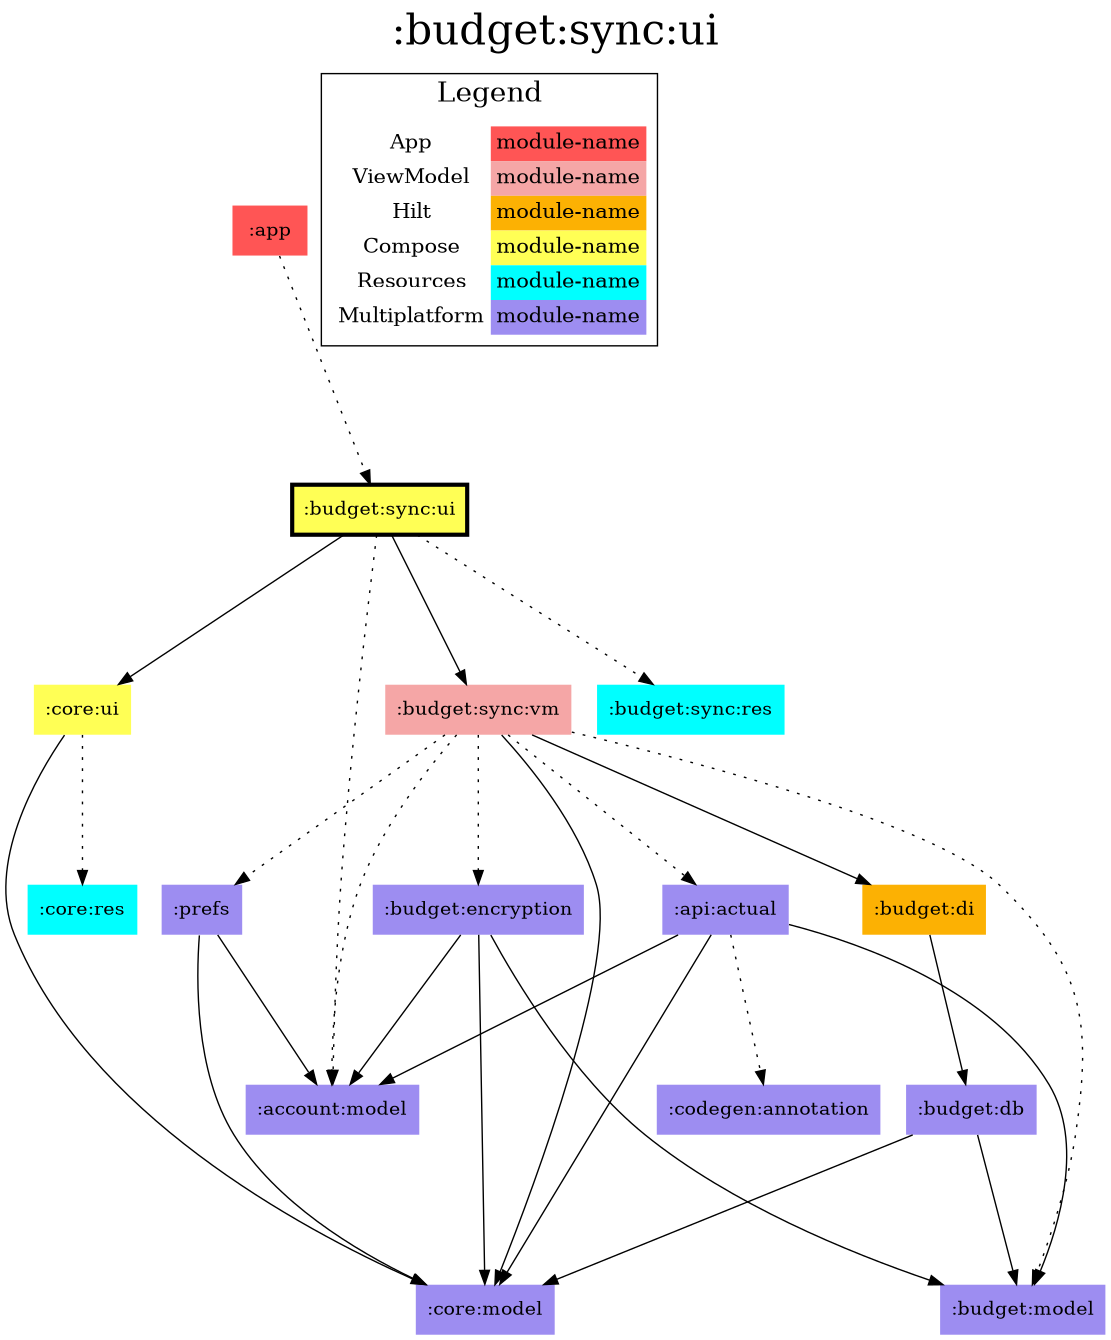 :budget:sync:ui
Legend
App module-name
ViewModel module-name
Hilt module-name
Compose module-name
Resources module-name
Multiplatform module-name
:app
:budget:sync:ui
:core:ui
:budget:sync:vm
:budget:sync:res
:core:res
:prefs
:budget:encryption
:api:actual
:budget:di
:account:model
:codegen:annotation
:budget:db
:core:model
:budget:model